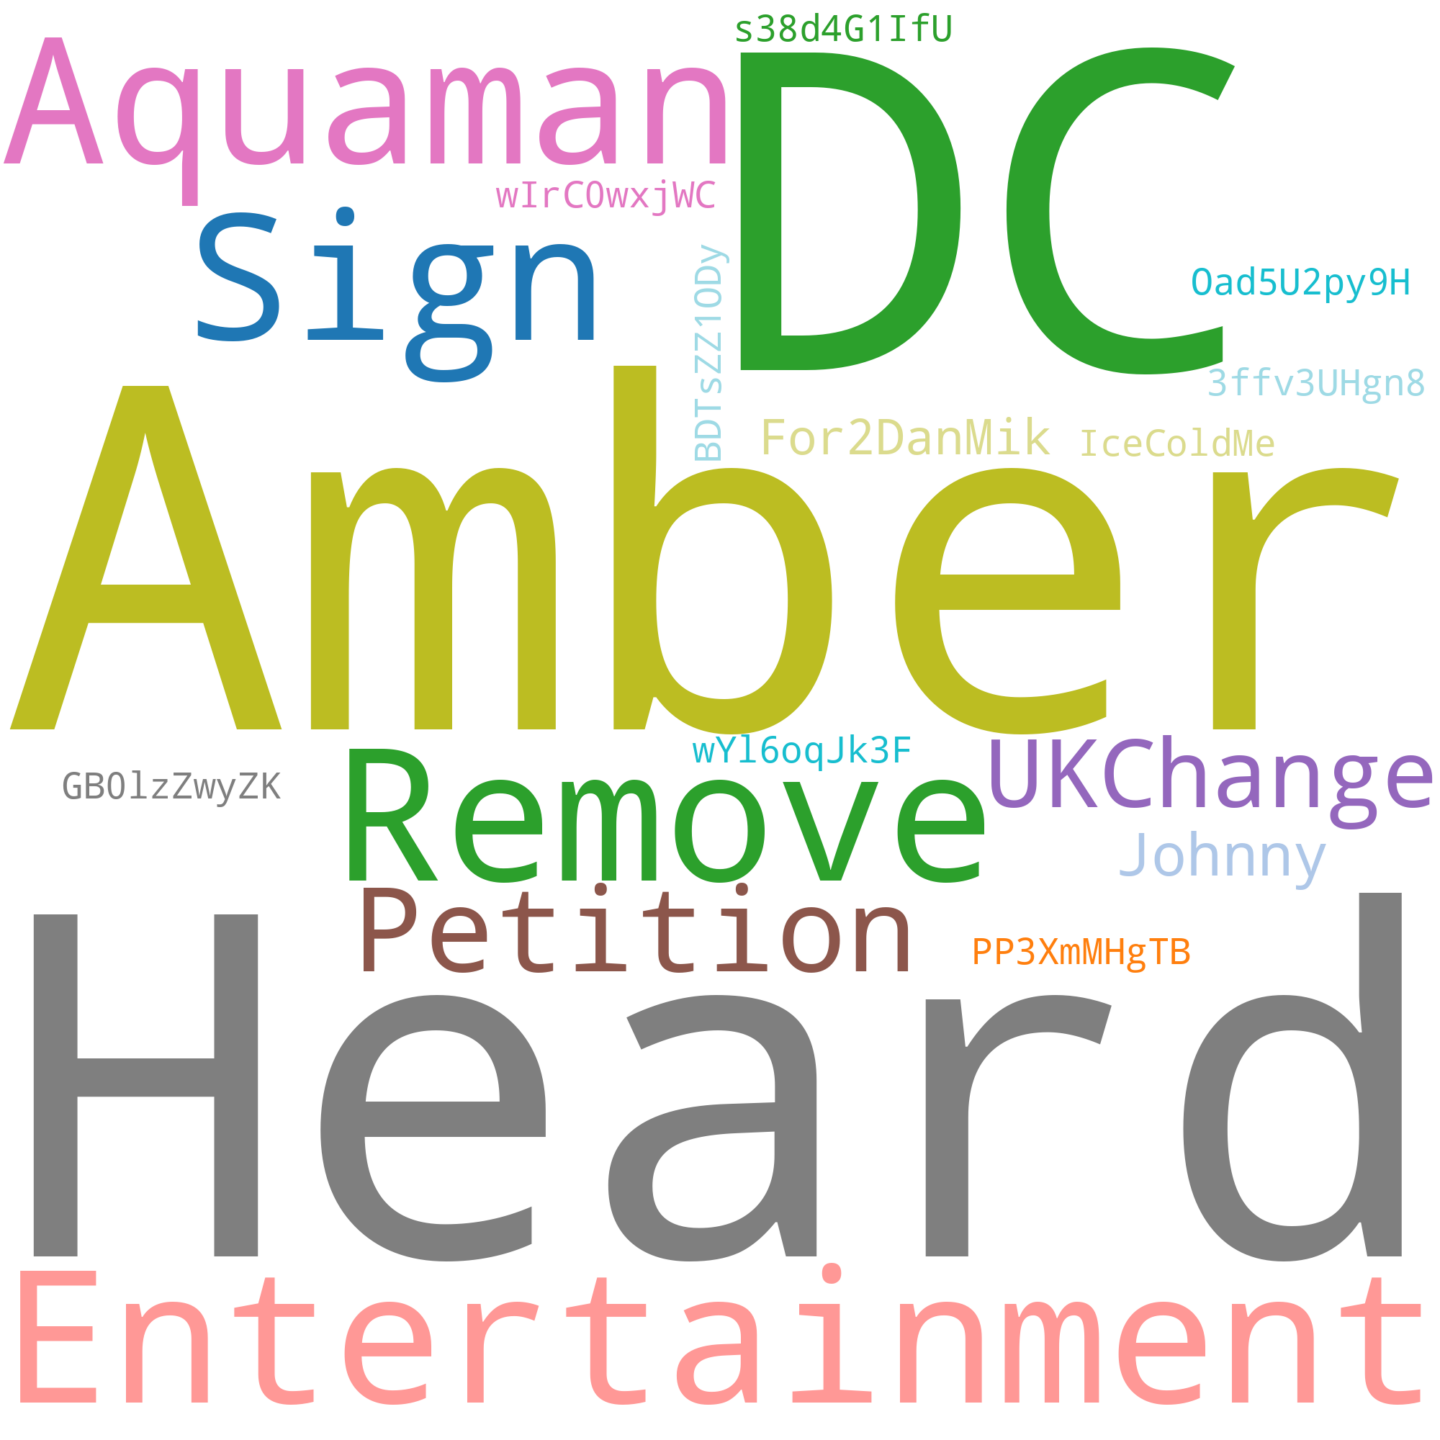 s38d4G1IfU
Aquaman
DC
wIrC0wxjWC
Sign
BDTsZZ1ODy
Oad5U2py9H
3ffv3UHgn8
For2DanMik
IceColdMe
Amber
wYl6oqJk3F
UKChange
GB0lzZwyZK
Remove
Johnny
Petition
PP3XmMHgTB
Heard
Entertainment